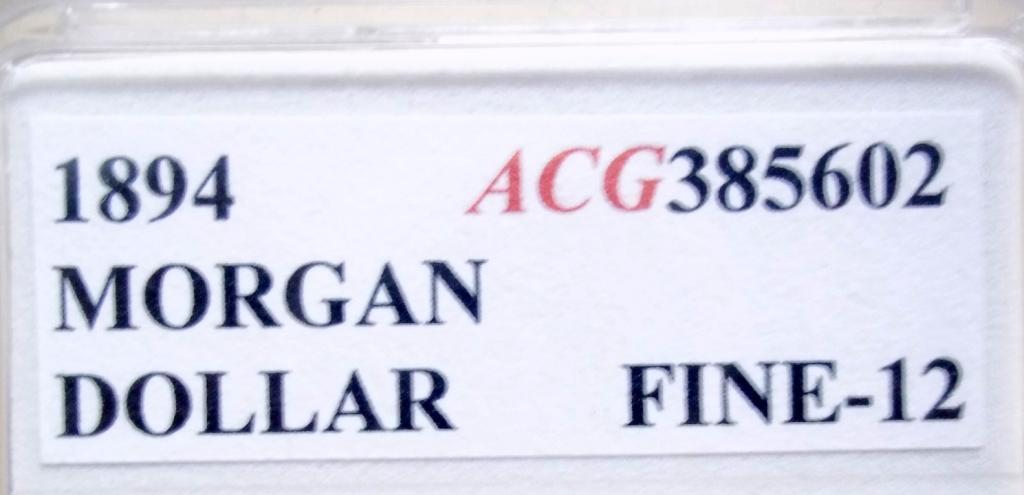 1894 ACG385602
MORGAN
DOLLAR FINE-12